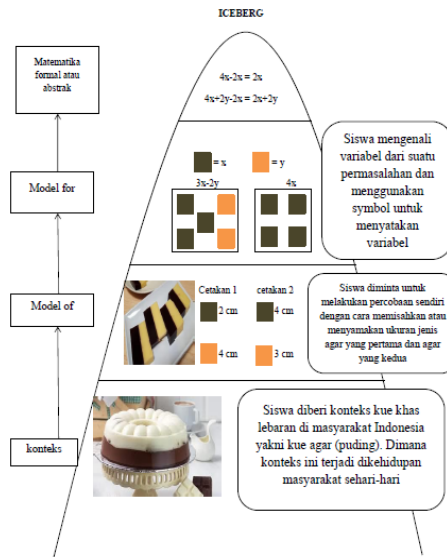 ICEBERG
Matematika
formal atau
abstrak
4x-2x = 2x
4x+2y-2x = 2x+2y
Model for
= x
= y
3x-2y
4x
Siswa mengenali
variabel dari suatu
permasalahan dan
menggunakan
symbol untuk
menyatakan
variabel
Model of
Cetakan 1
cetakan 2
2 cm
4 cm
4 cm
3 cm
Siswa diminta untuk
melakukan percobaan sendiri
dengan cara memisahkan atau
menyamakan ukuran jenis
agar yang pertama dan agar
yang kedua
konteks
Siswa diberi konteks kue khas
lebaran di masyarakat Indonesia
yakni kue agar (puding). Dimana
konteks ini terjadi dikehidupan
masyarakat sehari-hari